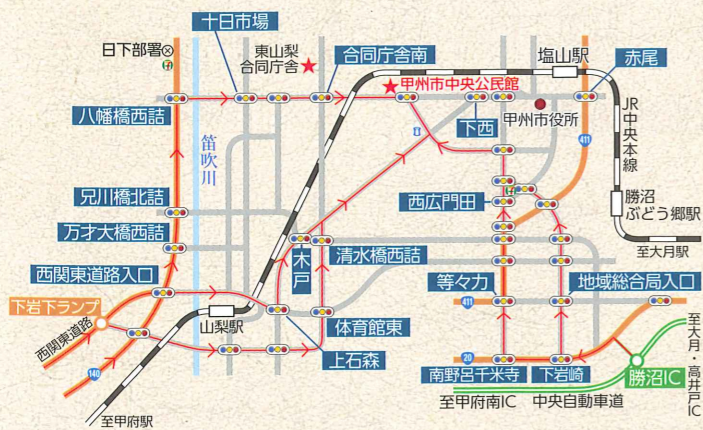 十日市場
日下部署
東山梨
合同庁舎
合同庁舎南
塩山駅
赤尾
甲州市中央公民館
八幡橋西詰
笛吹川
下西
甲州市役所
411
JR中央本線
兄川橋北詰
西広門田
勝沼
ぶどう郷駅
万才大橋西詰
木戸
清水橋西詰
至大月駅
西関東道路入口
等々力
地域総合局入口
下岩下ランプ
411
山梨駅
体育館東
西関東道路
上石森
至大月・高井戸IC
140
20
南野呂千米寺
下岩崎
勝沼IC
至甲府南IC
中央自動車道
至甲府駅